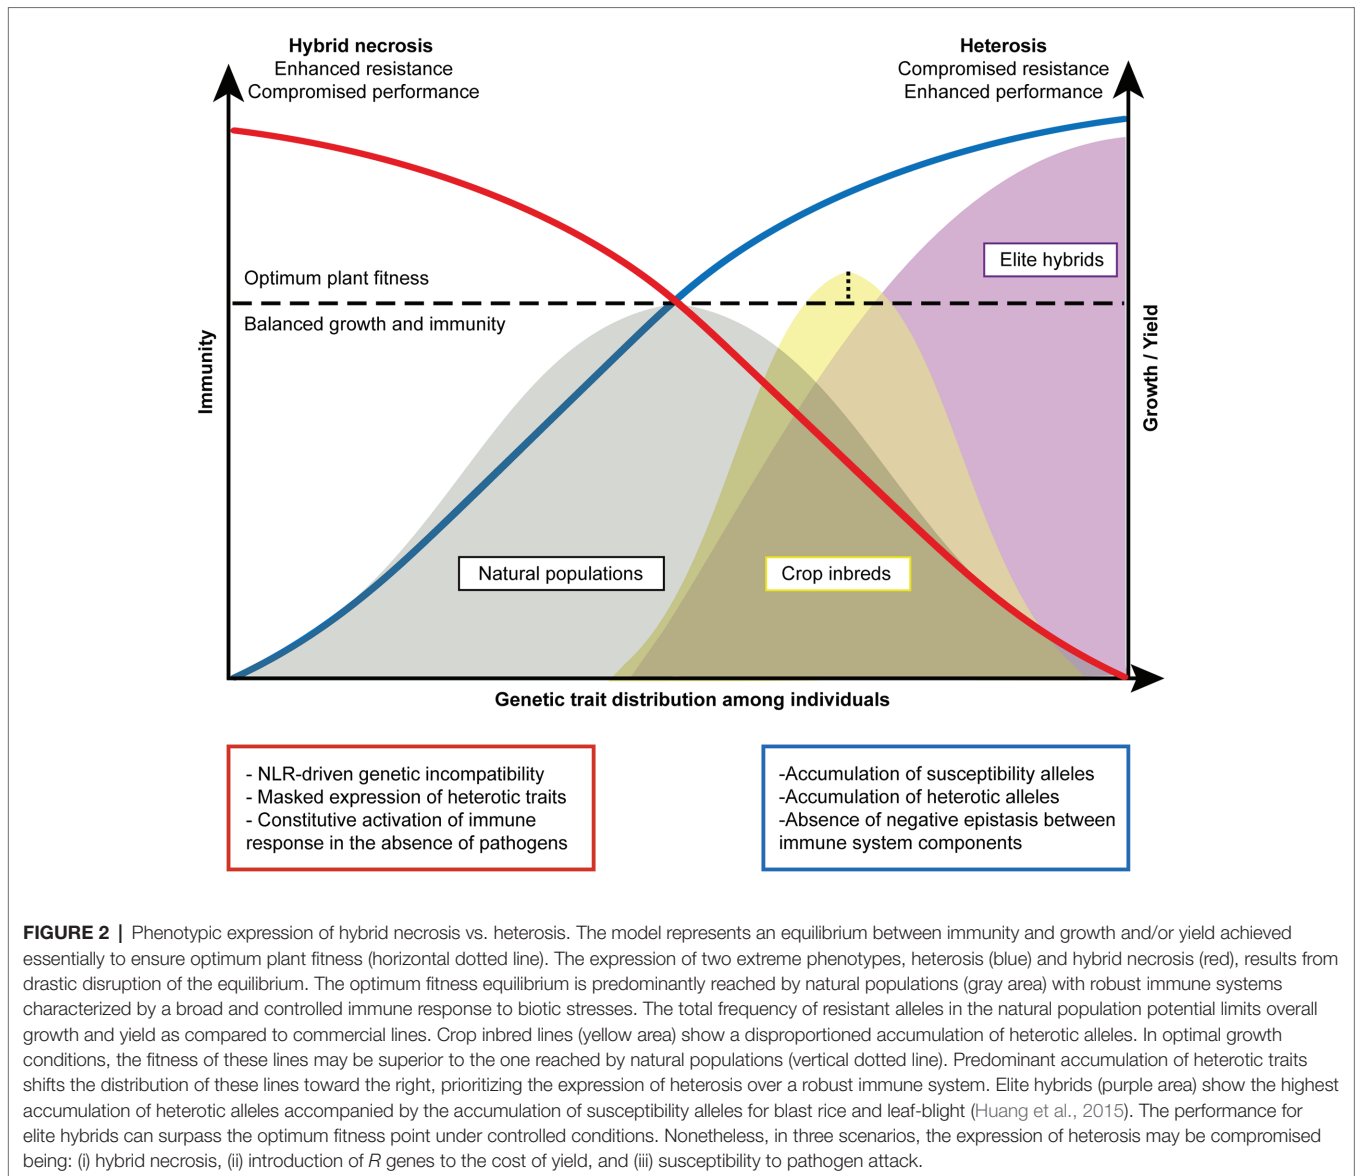 Hybrid necrosis
Enhanced resistance
Compromised performance
Heterosis
Compromised resistance
Enhanced performance
Optimum plant fitness
Balanced growth and immunity
Immunity
Growth / Yield
Elite hybrids
Natural populations
Crop inbreds
Genetic trait distribution among individuals
- NLR-driven genetic incompatibility
- Masked expression of heterotic traits
- Constitutive activation of immune
response in the absence of pathogens
-Accumulation of susceptibility alleles
-Accumulation of heterotic alleles
-Absence of negative epistasis between
immune system components
FIGURE 2 | Phenotypic expression of hybrid necrosis vs. heterosis. The model represents an equilibrium between immunity and growth and/or yield achieved
essentially to ensure optimum plant fitness (horizontal dotted line). The expression of two extreme phenotypes, heterosis (blue) and hybrid necrosis (red), results from
drastic disruption of the equilibrium. The optimum fitness equilibrium is predominantly reached by natural populations (gray area) with robust immune systems
characterized by a broad and controlled immune response to biotic stresses. The total frequency of resistant alleles in the natural population potential limits overall
growth and yield as compared to commercial lines. Crop inbred lines (yellow area) show a disproportioned accumulation of heterotic alleles. In optimal growth
conditions, the fitness of these lines may be superior to the one reached by natural populations (vertical dotted line). Predominant accumulation of heterotic traits
shifts the distribution of these lines toward the right, prioritizing the expression of heterosis over a robust immune system. Elite hybrids (purple area) show the highest
accumulation of heterotic alleles accompanied by the accumulation of susceptibility alleles for blast rice and leaf-blight (Huang et al., 2015). The performance for
elite hybrids can surpass the optimum fitness point under controlled conditions. Nonetheless, in three scenarios, the expression of heterosis may be compromised
being: (i) hybrid necrosis, (ii) introduction of R genes to the cost of yield, and (iii) susceptibility to pathogen attack.